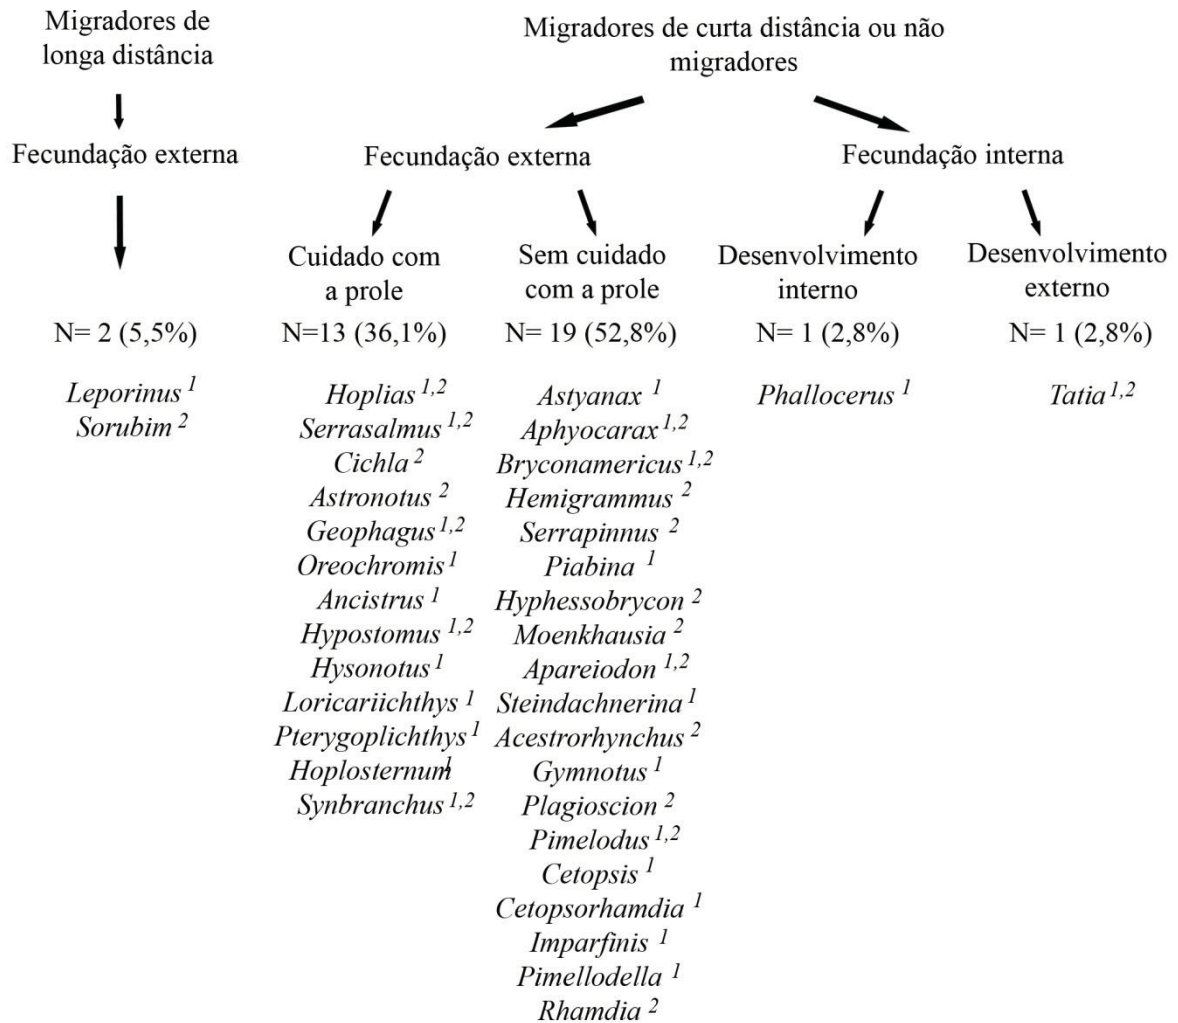 Migradores de
longa distância
Fecundação externa
N= 2 (5,5%)
Leporinus 1
Sorubim 2
Migradores de curta distância ou não
migradores
Fecundação externa
Cuidado com
a prole
N=13 (36,1%)
Hoplias 1,2
Serrasalmus 1,2
Cichla 2
Astronotus 2
Geophagus 1,2
Oreochromis 1
Ancistrus 1
Hypostomus 1,2
Hysonotus 1
Loricariichthys 1
Pterygoplichthys 1
Hoplosternum 1
Synbranchus 1,2
Sem cuidado
com a prole
N= 19 (52,8%)
Astyanax 1
Aphyocarax 1,2
Bryconamericus 1,2
Hemigrammus 2
Serrapinnus 2
Piabina 1
Hyphessobrycon 2
Moenkhausia 2
Apareiodon 1,2
Steindachnerina 1
Acestrorhynchus 2
Gymnotus 1
Plagioscion 2
Pimelodus 1,2
Cetopsis 1
Cetopsorhamdia 1
Imparfinis 1
Pimellodella 1
Rhamdia 2
Fecundação interna
Desenvolvimento
interno
N= 1 (2,8%)
Phallocerus 1
Desenvolvimento
externo
N= 1 (2,8%)
Tatia 1,2